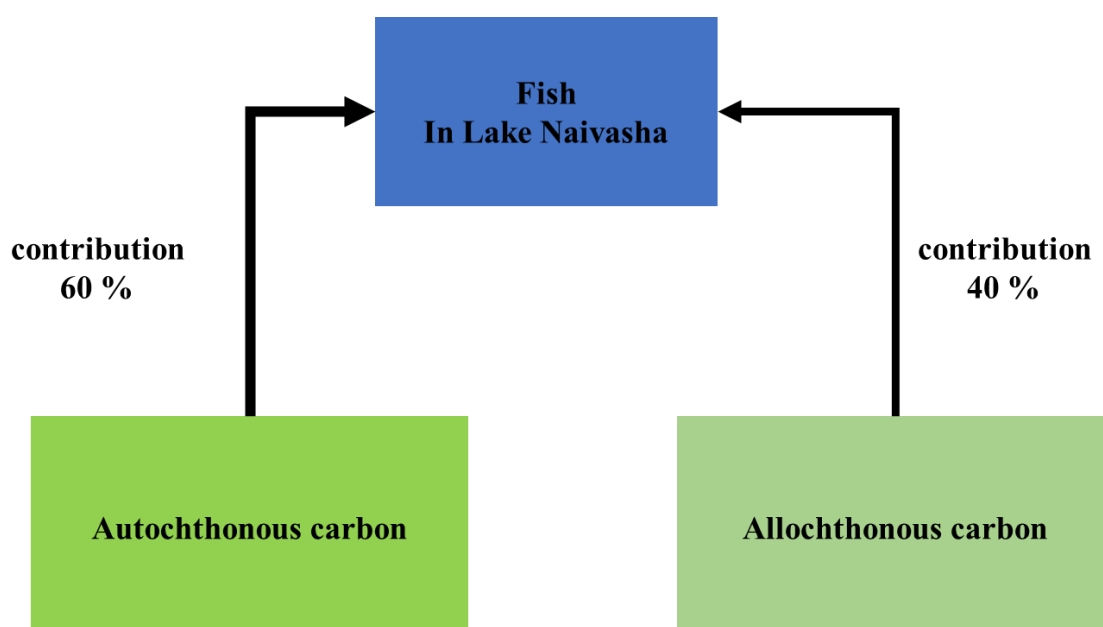 Fish
In Lake Naivasha
contribution
60 %
contribution
40 %
Autochthonous carbon
Allochthonous carbon